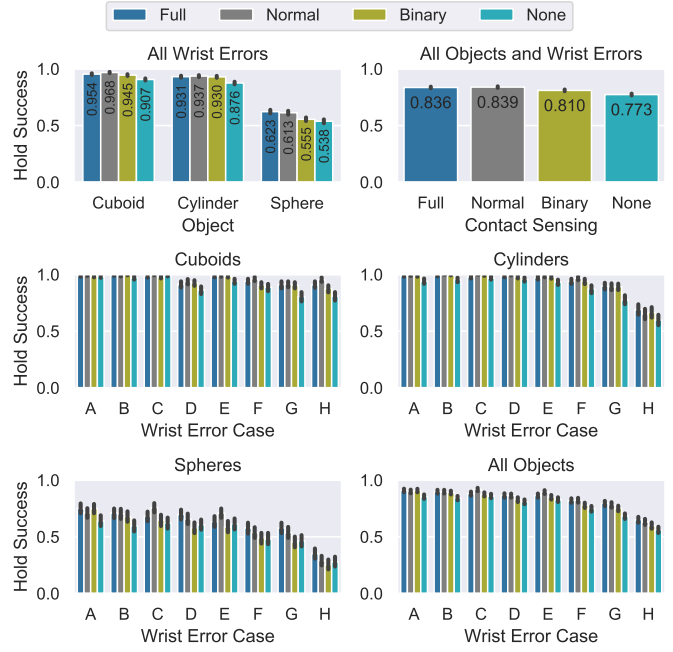 Full Normal Binary None
All Wrist Errors
Hold Success
1.0
0.5
0.0
0.954
0.968
0.945
0.907
0.931
0.937
0.930
0.876
0.623
0.613
0.555
0.538
Cuboid Cylinder Sphere
Object
All Objects and Wrist Errors
1.0
0.5
0.0
0.836 0.839 0.810 0.773
Full Normal Binary None
Contact Sensing
Cuboids
Hold Success
1.0
0.5
0.0
A B C D E F G H
Wrist Error Case
Cylinders
1.0
0.5
0.0
A B C D E F G H
Wrist Error Case
Spheres
Hold Success
1.0
0.5
0.0
A B C D E F G H
Wrist Error Case
All Objects
1.0
0.5
0.0
A B C D E F G H
Wrist Error Case